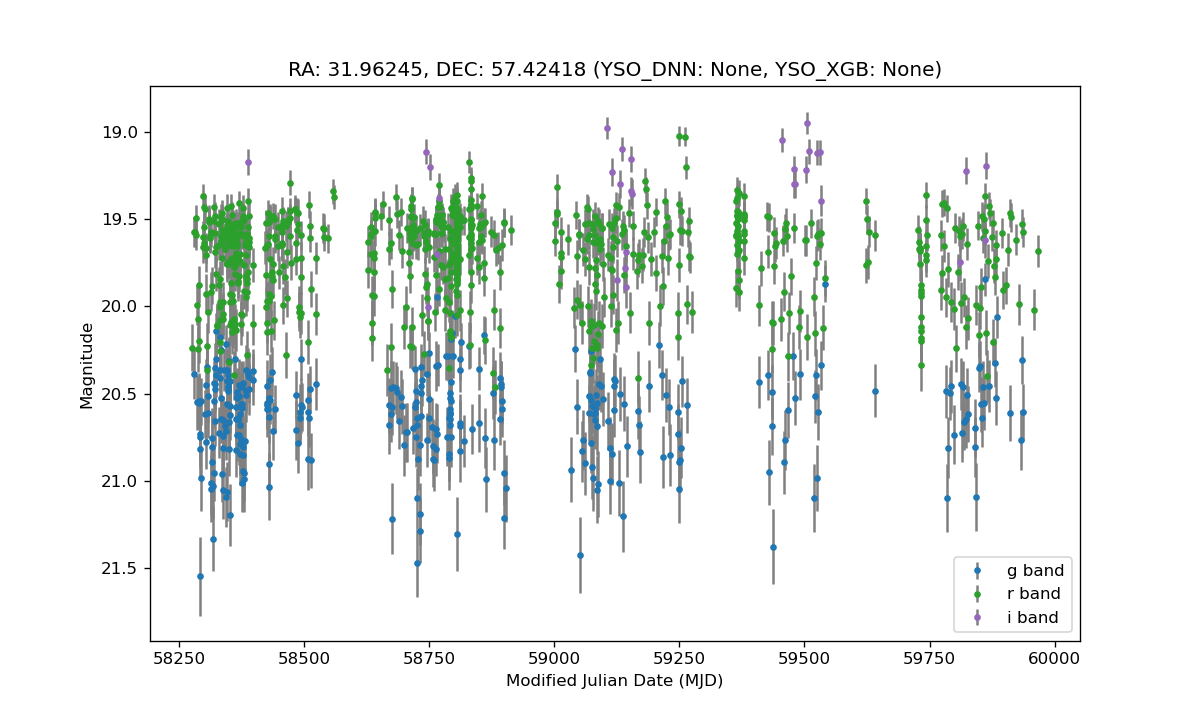 RA: 31.96245, DEC: 57.42418 (YSO_DNN: None, YSO_XGB: None)
19.0
19.5
20.0
20.5
21.0
21.5
Magnitude
g band
r band
i band
58250 58500 58750 59000 59250 59500 59750 60000
Modified Julian Date (MJD)